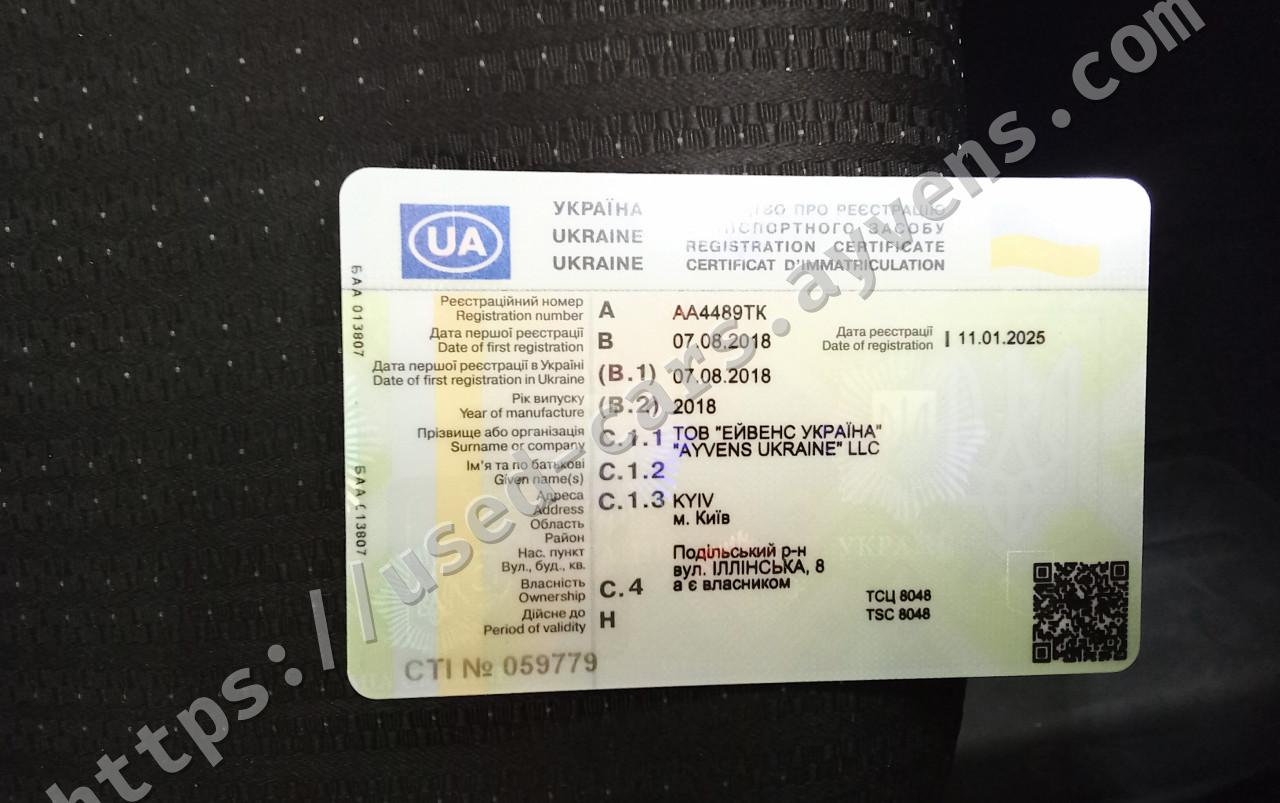 https://used-cars.ayvens.com
UA
УКРАЇНА
UKRAINE
UKRAINE
ПРО РЕЄСТРАЦІЮ
ТРАНСПОРТНОГО ЗАСОБУ
REGISTRATION CERTIFICATE
CERTIFICAT D'IMMATRICULATION
БАА 013807
БАА 013807
Реєстраційний номер
Registration number A AA4489TK
Дата першої реєстрації
Date of first registration B 07.08.2018
Дата реєстрації
Date of registration I 11.01.2025
Дата першої реєстрації в Україні
Date of first registration in Ukraine (B.1) 07.08.2018
Рік випуску
Year of manufacture (B.2) 2018
Прізвище або організація
Surname or company C.1.1 ТОВ "ЕЙВЕНС УКРАЇНА"
"AYVENS UKRAINE" LLC
Ім'я та по батькові
Given name(s) C.1.2
Адреса
Address C.1.3 KYIV
м. Київ
Область
Район
Нас. пункт
Вул., буд., кв.
Подільський р-н
вул. ІЛЛІНСЬКА, 8
Власність
Ownership C.4 а є власником
Дійсне до
Period of validity H
ТСЦ 8048
TSC 8048
СТІ № 059779